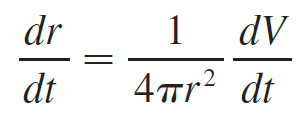 dr/dt = 1/(4πr²) dV/dt